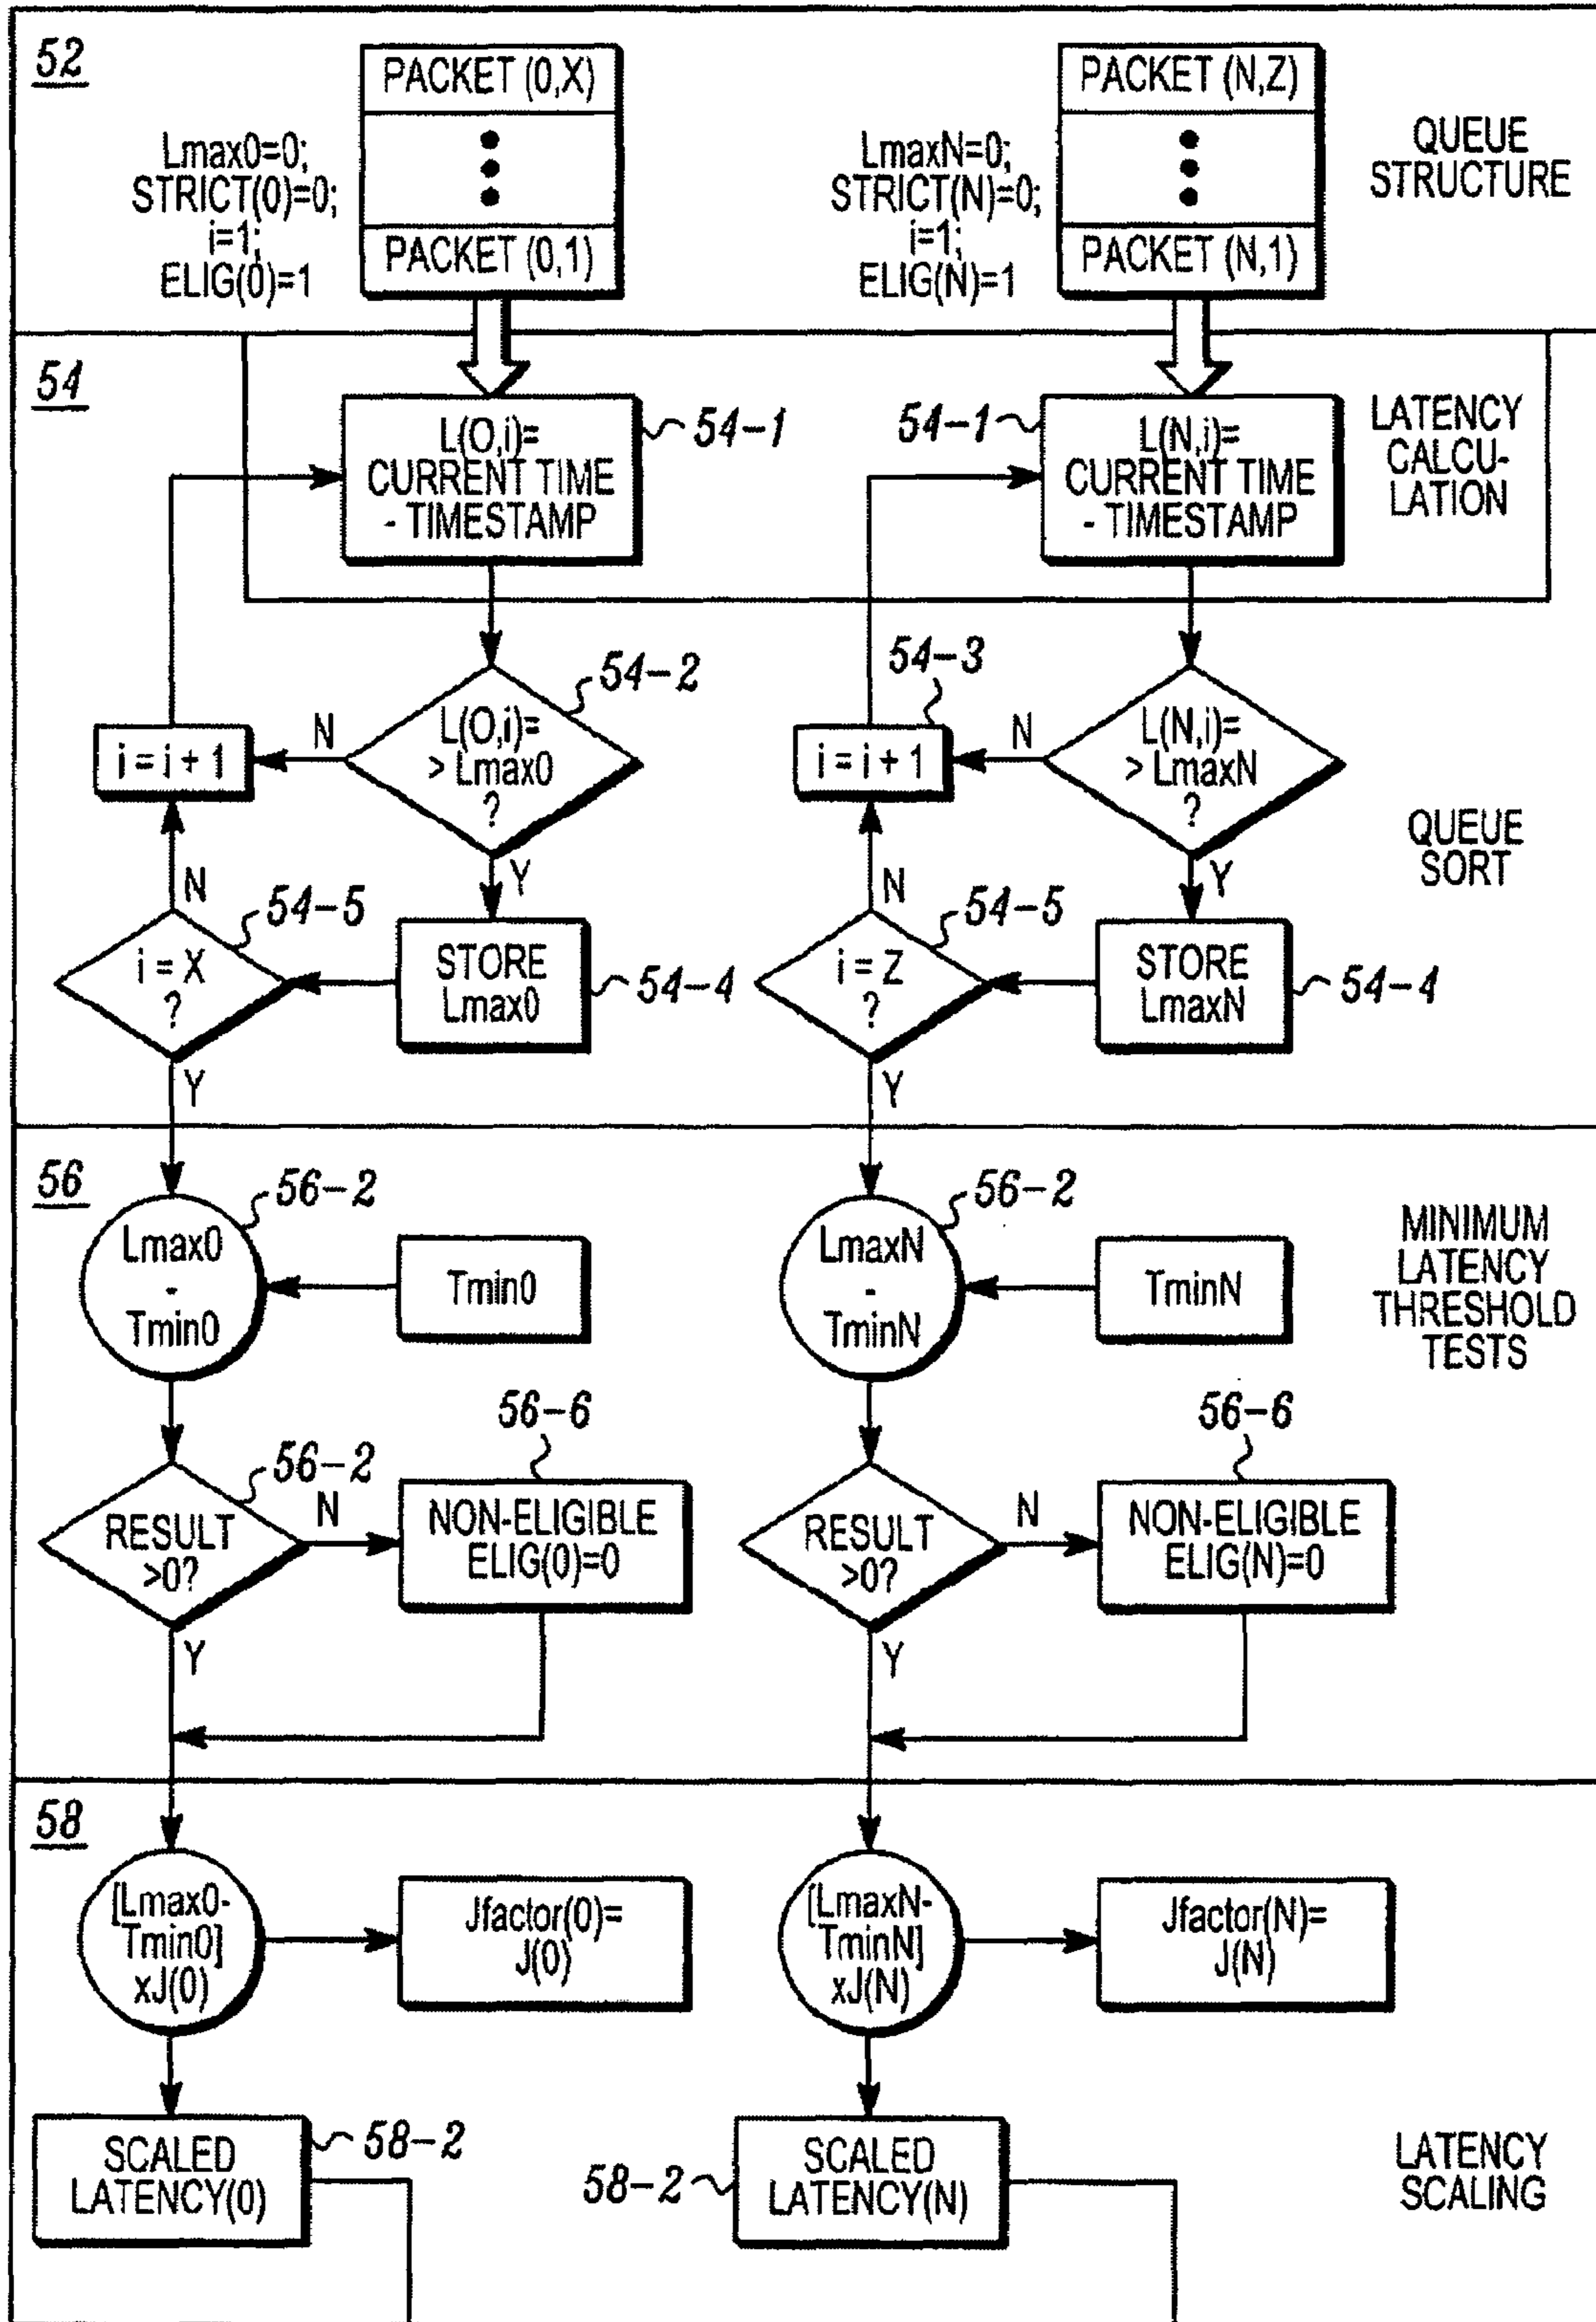 52
PACKET (0,X)
Lmax0=0;
STRICT(0)=0;
i=1;
ELIG(0)=1
PACKET (0,1)
PACKET (N,Z)
LmaxN=0;
STRICT(N)=0;
i=1;
ELIG(N)=1
PACKET (N,1)
QUEUE
STRUCTURE
54
L(O,i)=
CURRENT TIME
- TIMESTAMP
54-1
54-1
L(N,i)=
CURRENT TIME
- TIMESTAMP
LATENCY
CALCU-
LATION
54-2
L(O,i)=
> Lmax0
?
N
i = i + 1
Y
N
54-5
i = X
?
STORE
Lmax0
54-4
Y
54-3
L(N,i)=
> LmaxN
?
N
i = i + 1
Y
N
54-5
i = Z
?
STORE
LmaxN
54-4
Y
QUEUE
SORT
56
56-2
Lmax0
-
Tmin0
Tmin0
56-2
LmaxN
-
TminN
TminN
MINIMUM
LATENCY
THRESHOLD
TESTS
56-6
56-2
RESULT
>0?
N
NON-ELIGIBLE
ELIG(0)=0
Y
56-6
RESULT
>0?
N
NON-ELIGIBLE
ELIG(N)=0
Y
58
[Lmax0-
Tmin0]
xJ(0)
Jfactor(0)=
J(0)
[LmaxN-
TminN]
xJ(N)
Jfactor(N)=
J(N)
SCALED
LATENCY(0)
58-2
58-2
SCALED
LATENCY(N)
LATENCY
SCALING